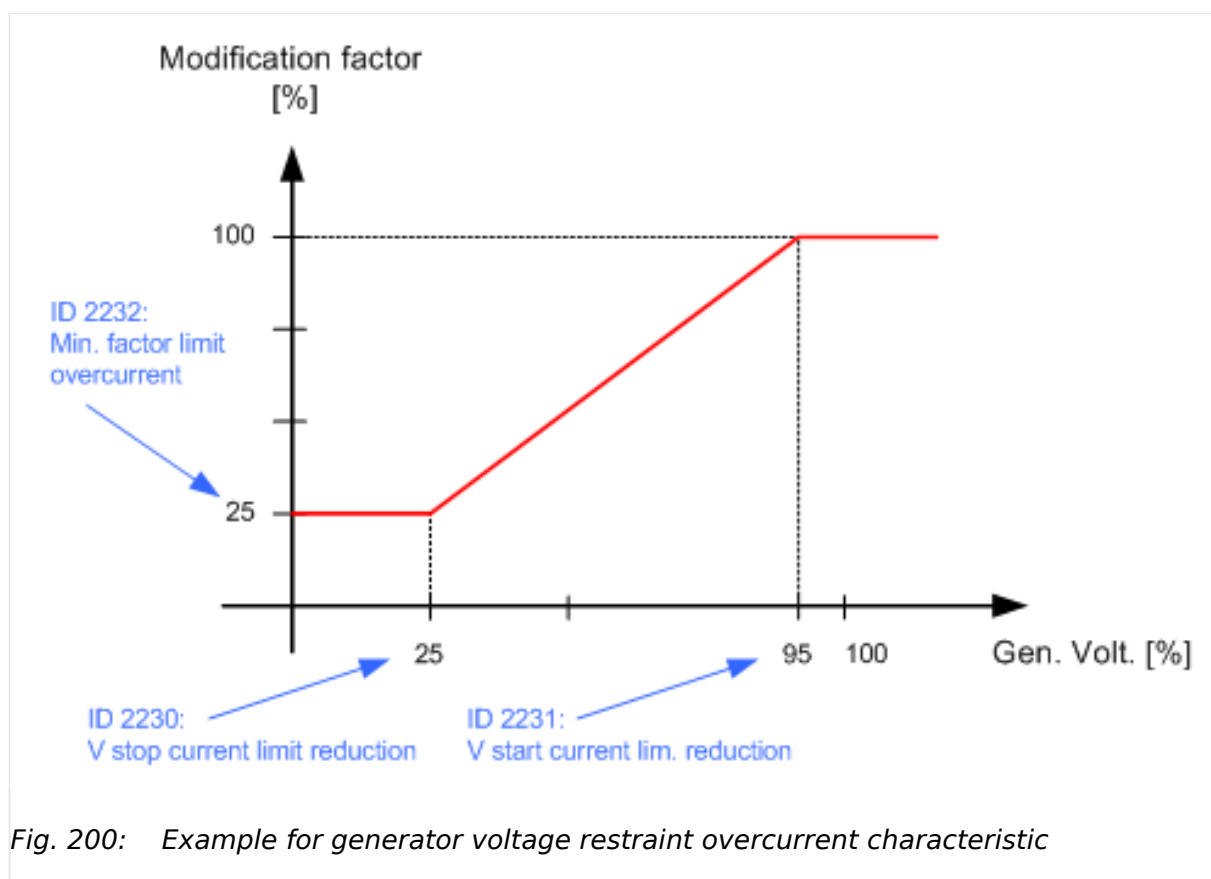 Modification factor
[%]
100
ID 2232:
Min. factor limit
overcurrent
25
25
95
100
Gen. Volt. [%]
ID 2230:
V stop current limit reduction
ID 2231:
V start current lim. reduction
Fig. 200: Example for generator voltage restraint overcurrent characteristic